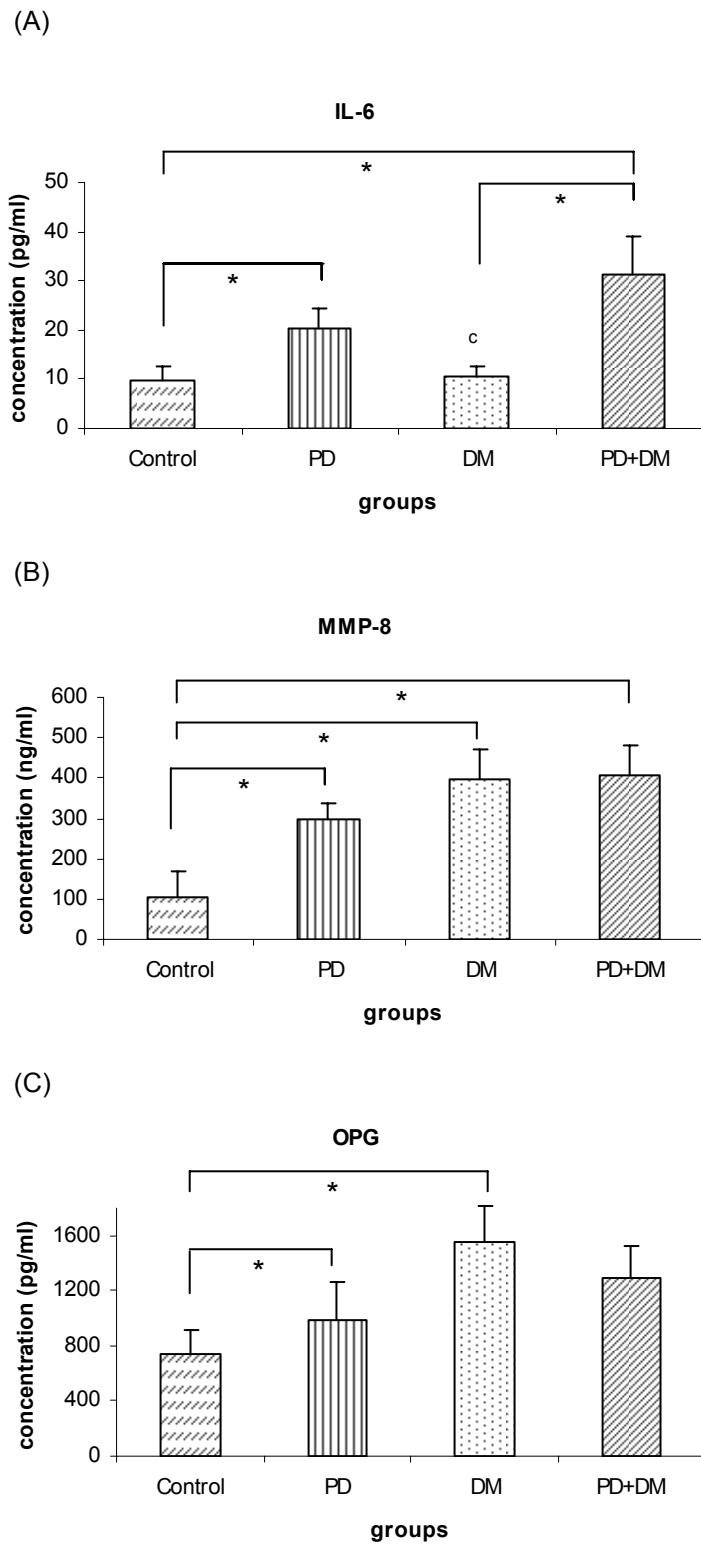 (A)
IL-6
*
50
*
40
*
30
20
c
10
0
concentration (pg/ml)
Control PD DM PD+DM
groups
(B)
MMP-8
600
*
500
*
400
*
300
200
100
0
concentration (ng/ml)
Control PD DM PD+DM
groups
(C)
OPG
*
1600
*
1200
800
400
0
concentration (pg/ml)
Control PD DM PD+DM
groups